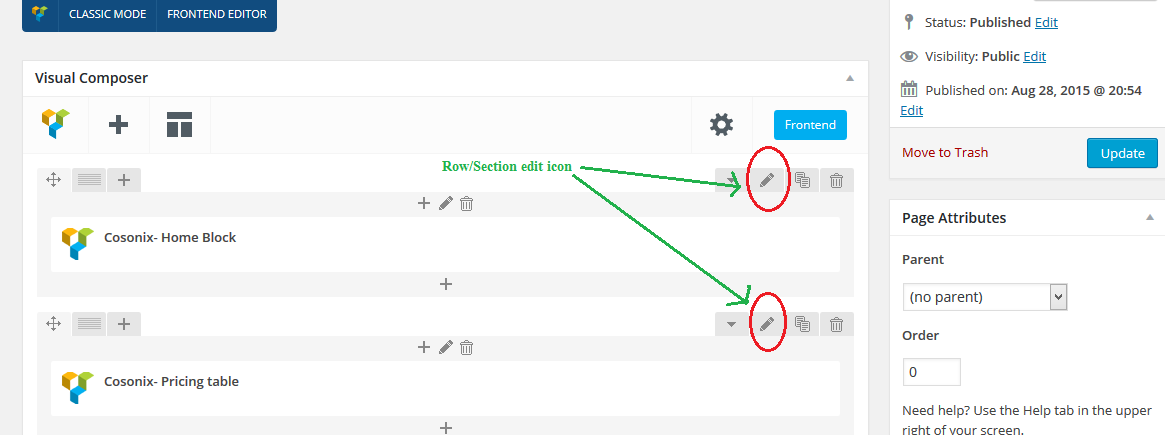 CLASSIC MODE
FRONTEND EDITOR
Visual Composer
Frontend
Row/Section edit icon
Cosonix- Home Block
Cosonix- Pricing table
Status: Published Edit
Visibility: Public Edit
Published on: Aug 28, 2015 @ 20:54
Edit
Move to Trash
Update
Page Attributes
Parent
(no parent)
Order
0
Need help? Use the Help tab in the upper
right of your screen.